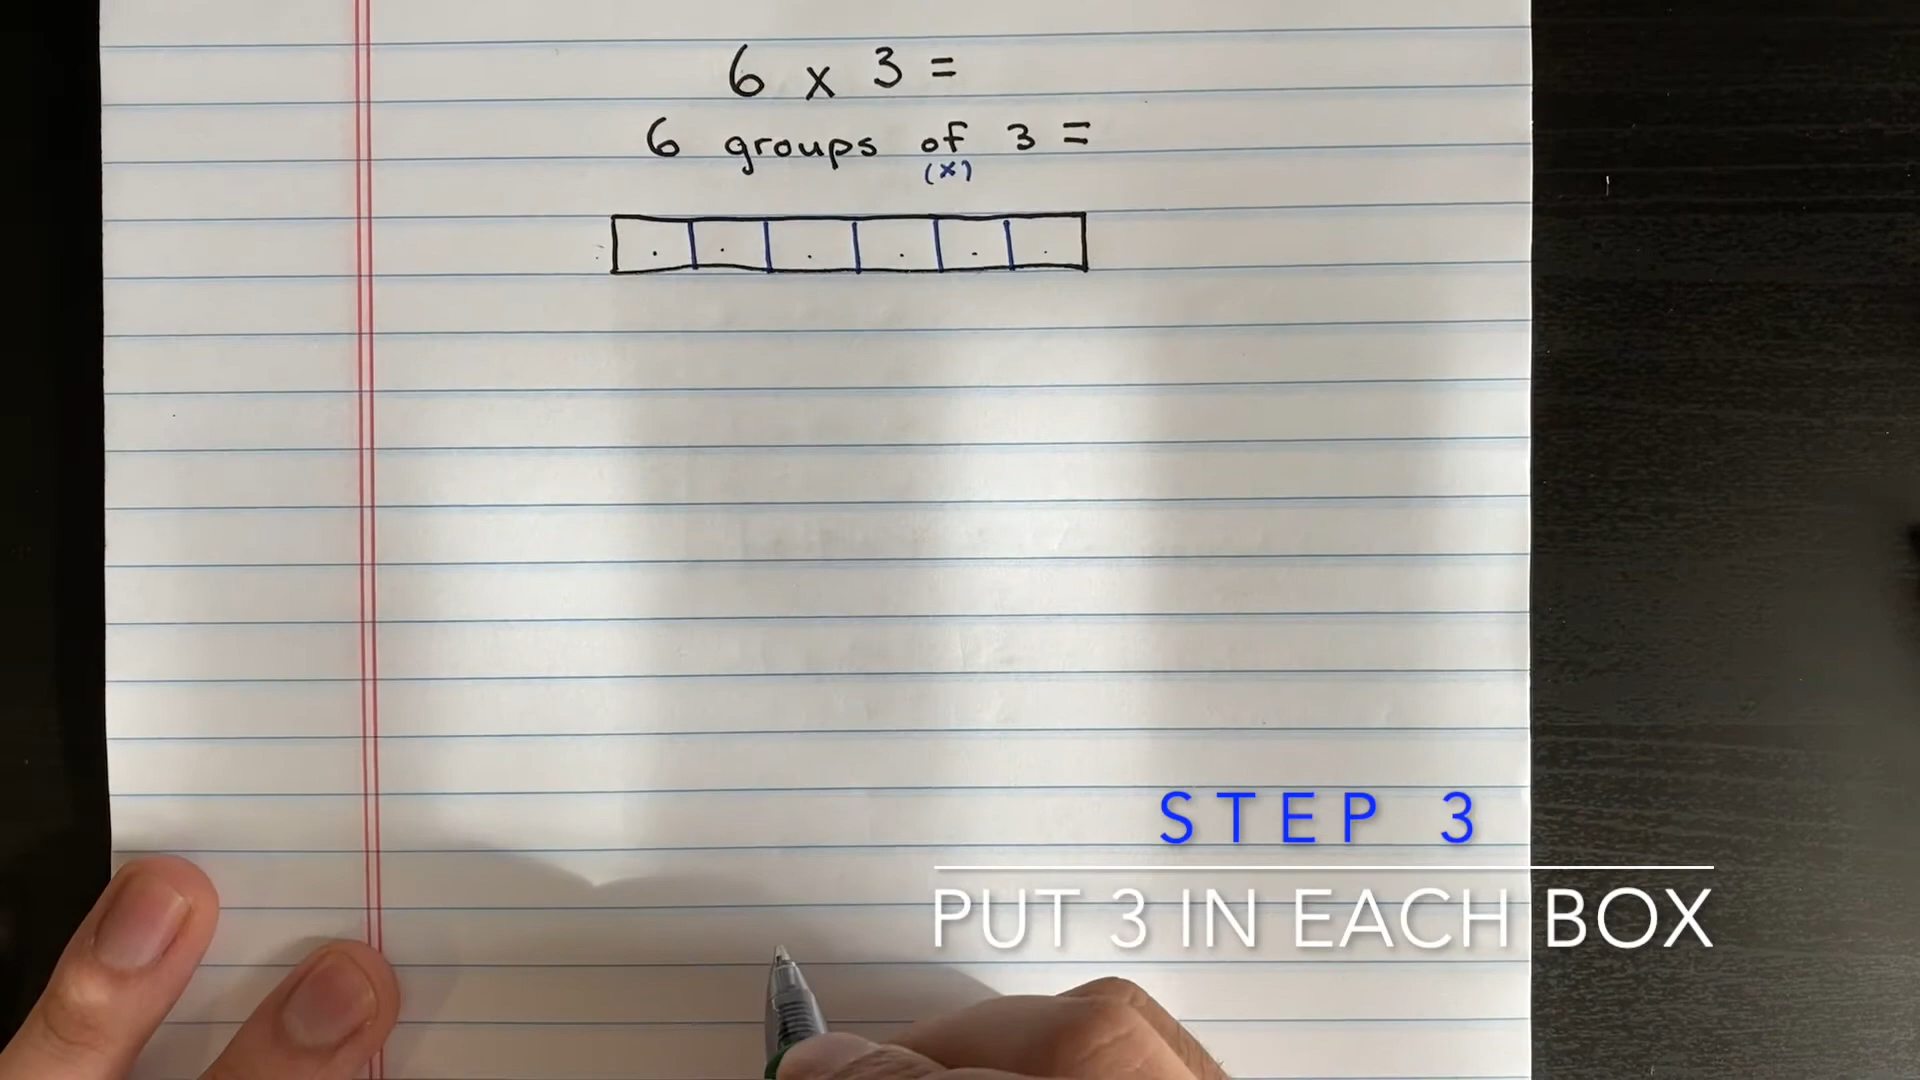 6 x 3 =
6 groups of 3 =
(x)
STEP 3
PUT 3 IN EACH BOX